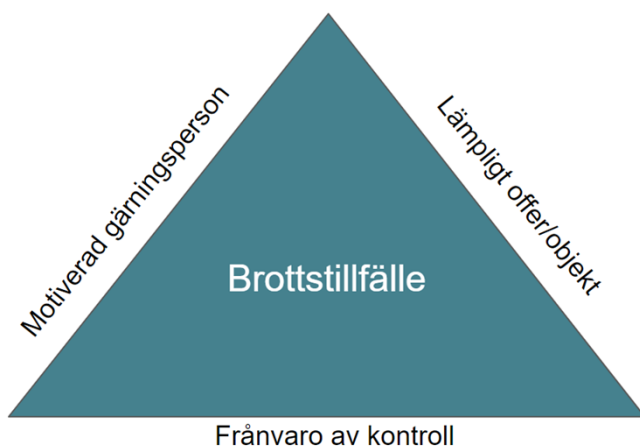 Motiverad gärningsperson
Lämpligt offer/objekt
Brottstillfälle
Frånvaro av kontroll